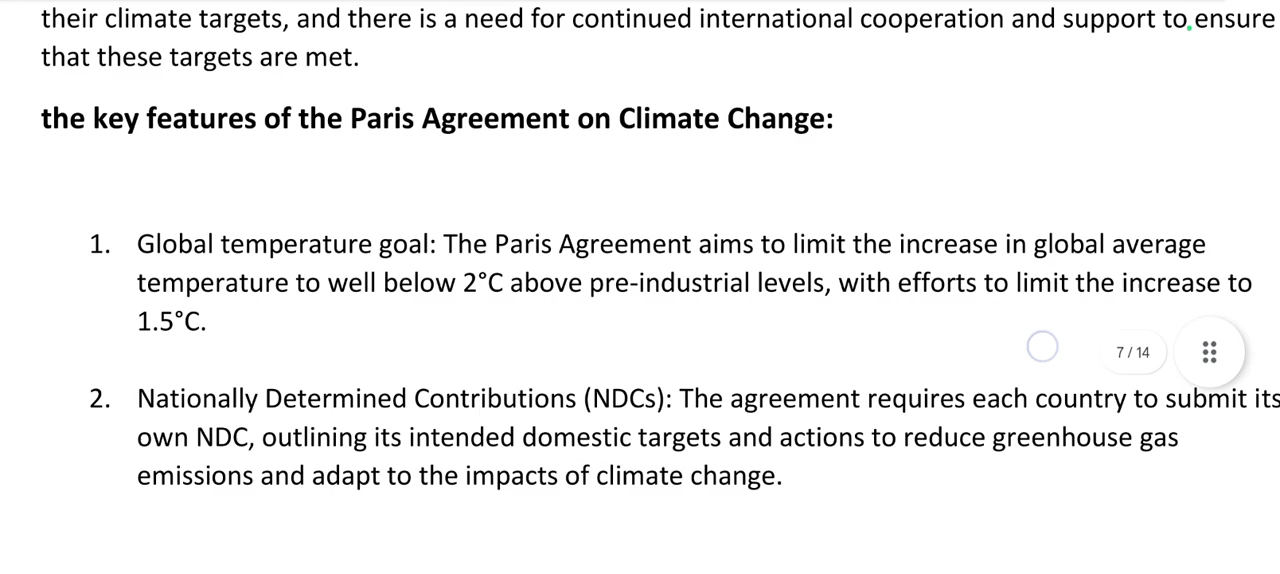 their climate targets, and there is a need for continued international cooperation and support to ensure
that these targets are met.
the key features of the Paris Agreement on Climate Change:
1. Global temperature goal: The Paris Agreement aims to limit the increase in global average
temperature to well below 2°C above pre-industrial levels, with efforts to limit the increase to
1.5°C.
7 / 14
2. Nationally Determined Contributions (NDCs): The agreement requires each country to submit its
own NDC, outlining its intended domestic targets and actions to reduce greenhouse gas
emissions and adapt to the impacts of climate change.